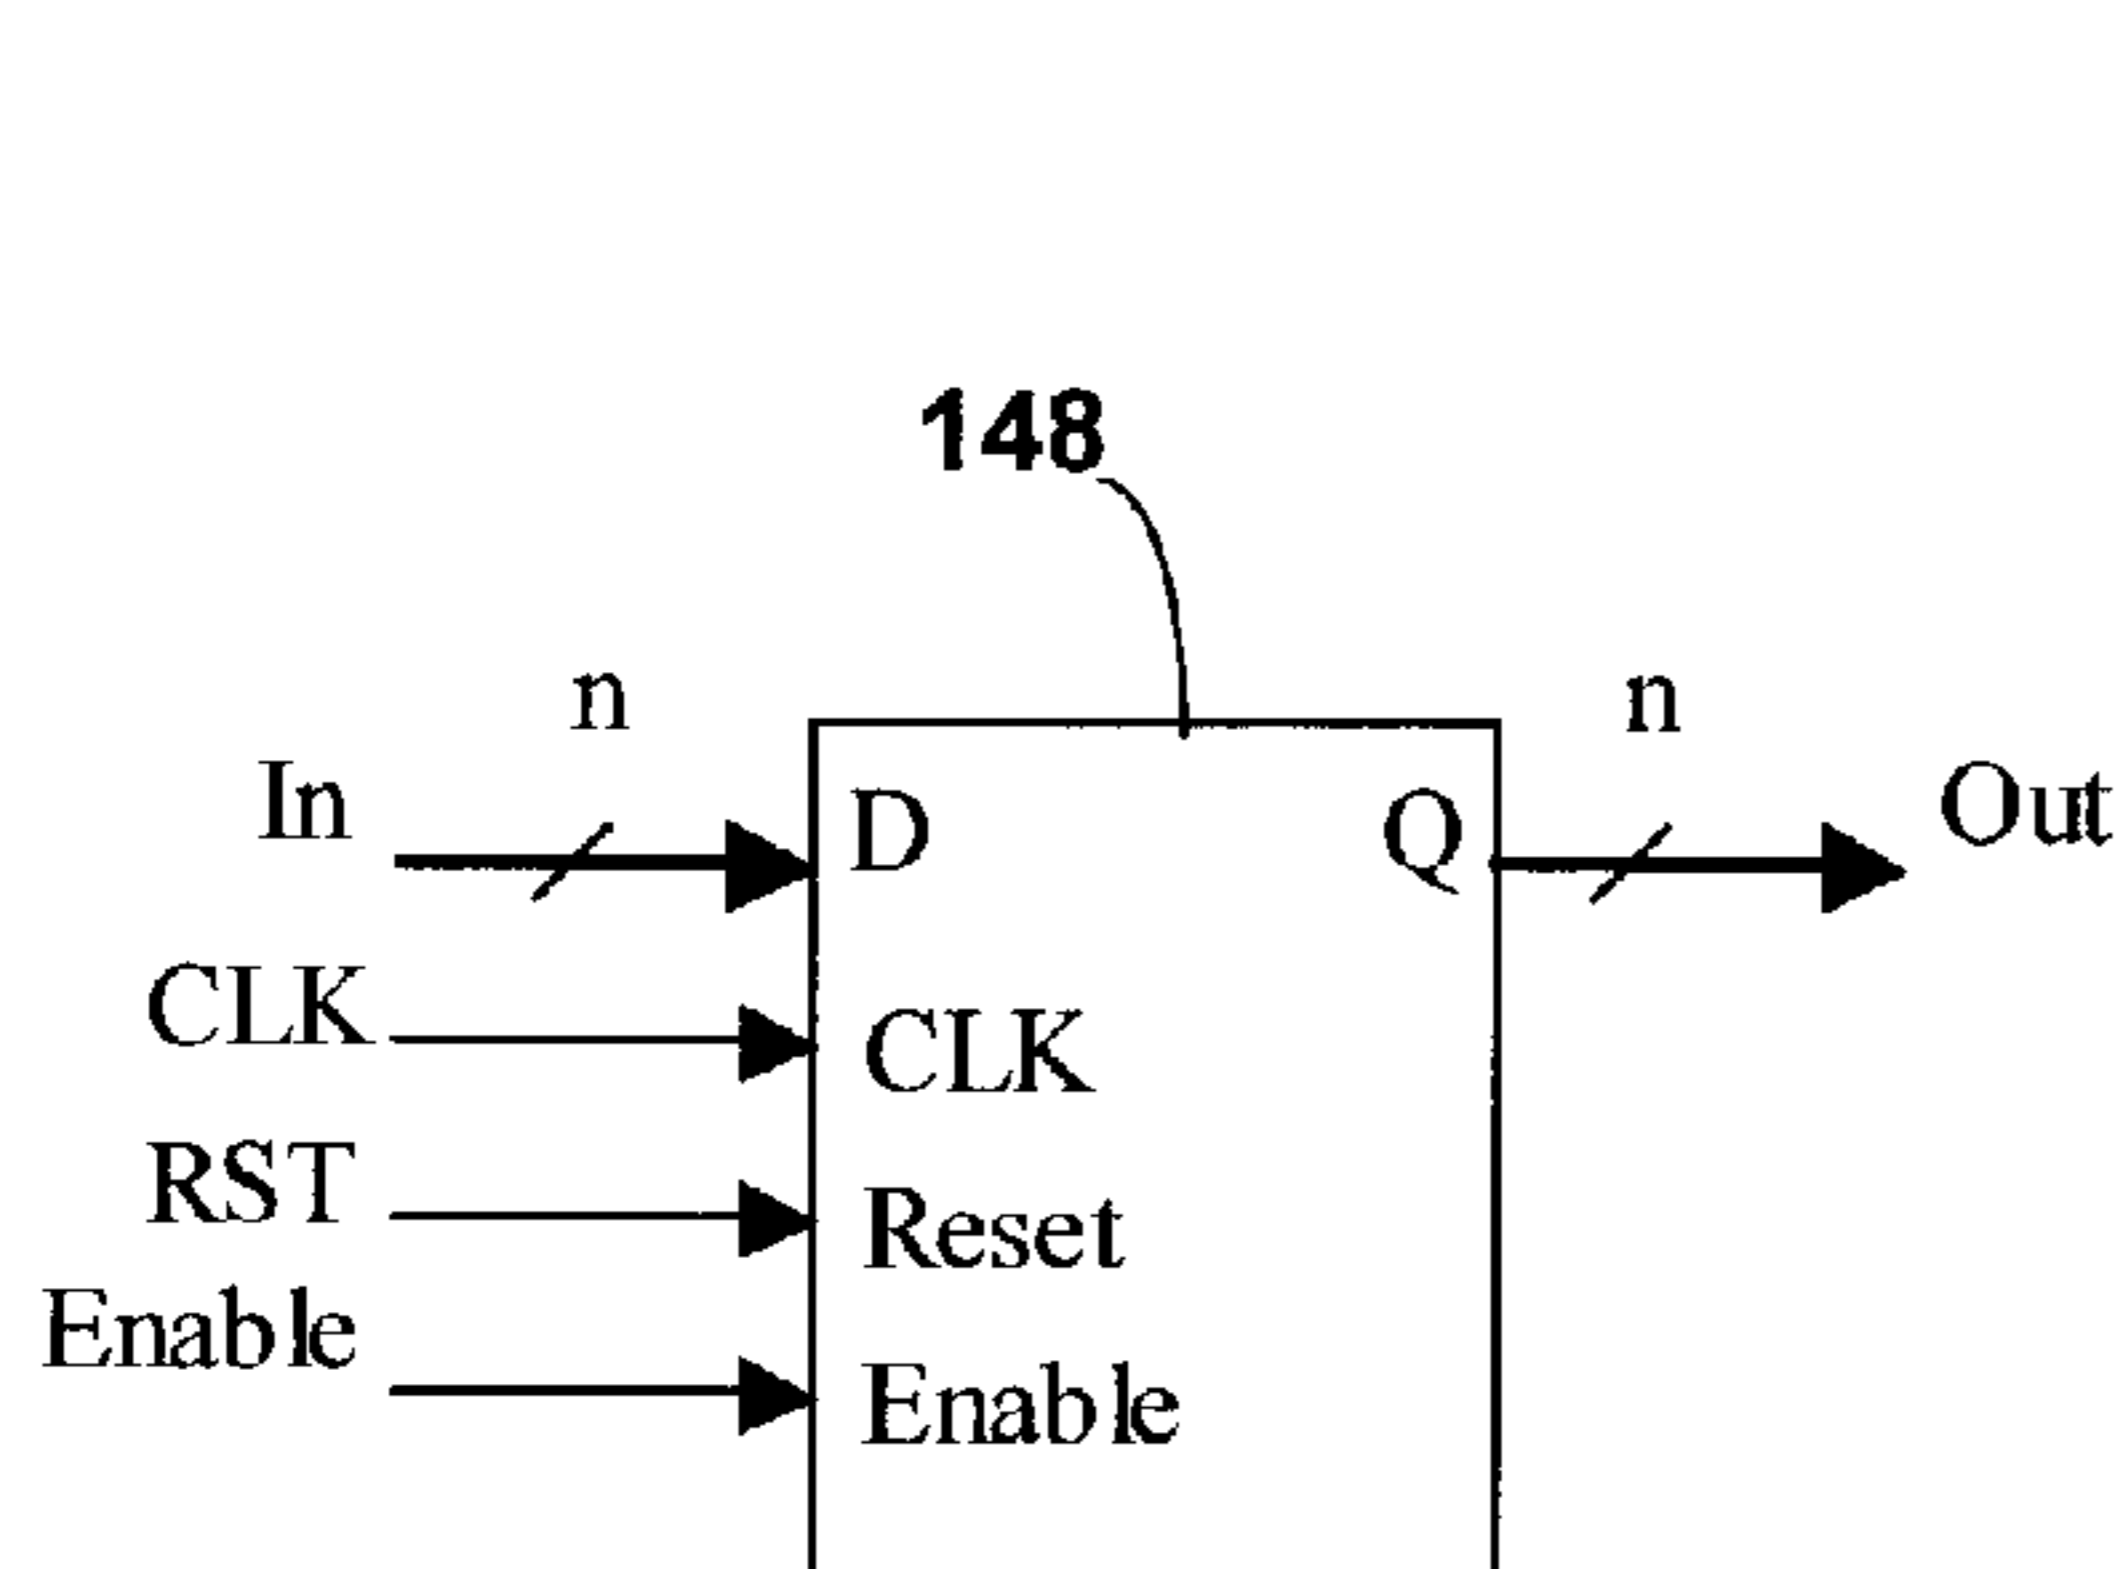 148
n
n
In
D
Q
Out
CLK
CLK
RST
Reset
Enable
Enable